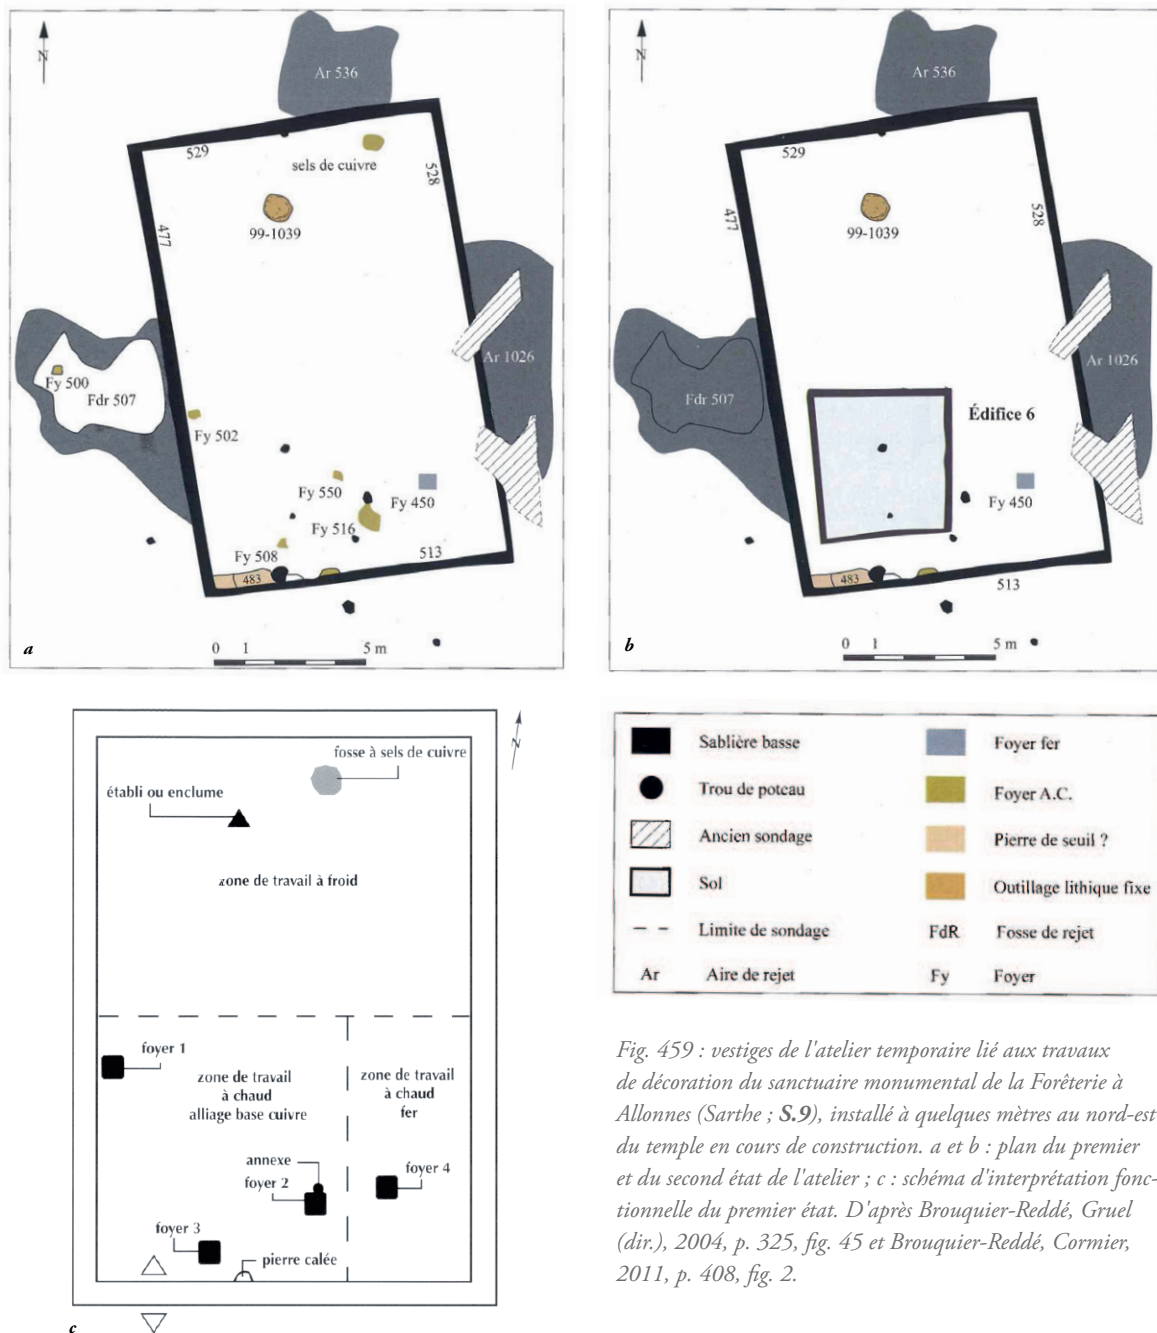 N
Ar 536
529
sels de cuivre
528
99-1039
477
Ar 1026
Fy 500
Fdr 507
Fy 502
Fy 550
Fy 450
Fy 516
Fy 508
513
483
0 1 5 m
a
N
Ar 536
529
528
99-1039
477
Ar 1026
Fdr 507
Édifice 6
Fy 450
483
513
0 1 5 m
b
N
fosse à sels de cuivre
établi ou enclume
zone de travail à froid
foyer 1
zone de travail
à chaud
alliage base cuivre
zone de travail
à chaud
fer
annexe
foyer 2
foyer 4
foyer 3
pierre calée
c
Sablière basse
Trou de poteau
Ancien sondage
Sol
Limite de sondage
Ar Aire de rejet
Foyer fer
Foyer A.C.
Pierre de seuil ?
Outillage lithique fixe
FdR Fosse de rejet
Fy Foyer
Fig. 459 : vestiges de l'atelier temporaire lié aux travaux
de décoration du sanctuaire monumental de la Forêterie à
Allonnes (Sarthe ; S.9), installé à quelques mètres au nord-est
du temple en cours de construction. a et b : plan du premier
et du second état de l'atelier ; c : schéma d'interprétation fonc-
tionnelle du premier état. D'après Brouquier-Reddé, Gruel
(dir.), 2004, p. 325, fig. 45 et Brouquier-Reddé, Cormier,
2011, p. 408, fig. 2.